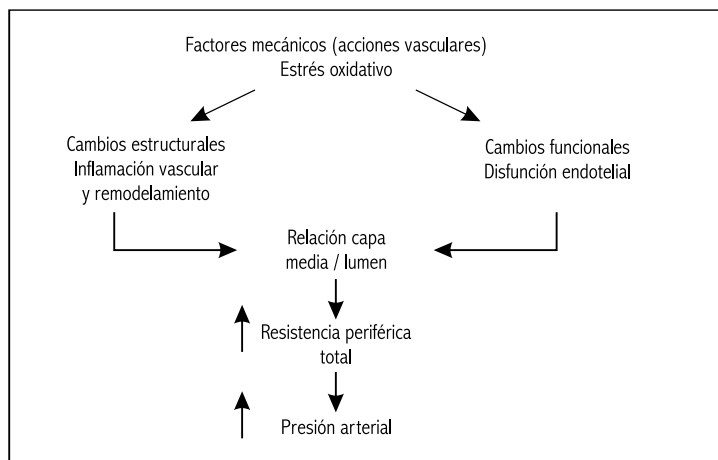 Factores mecánicos (acciones vasculares)
Estrés oxidativo
Cambios estructurales
Inflamación vascular
y remodelamiento
Cambios funcionales
Disfunción endotelial
Relación capa
media / lumen
Resistencia periférica
total
Presión arterial